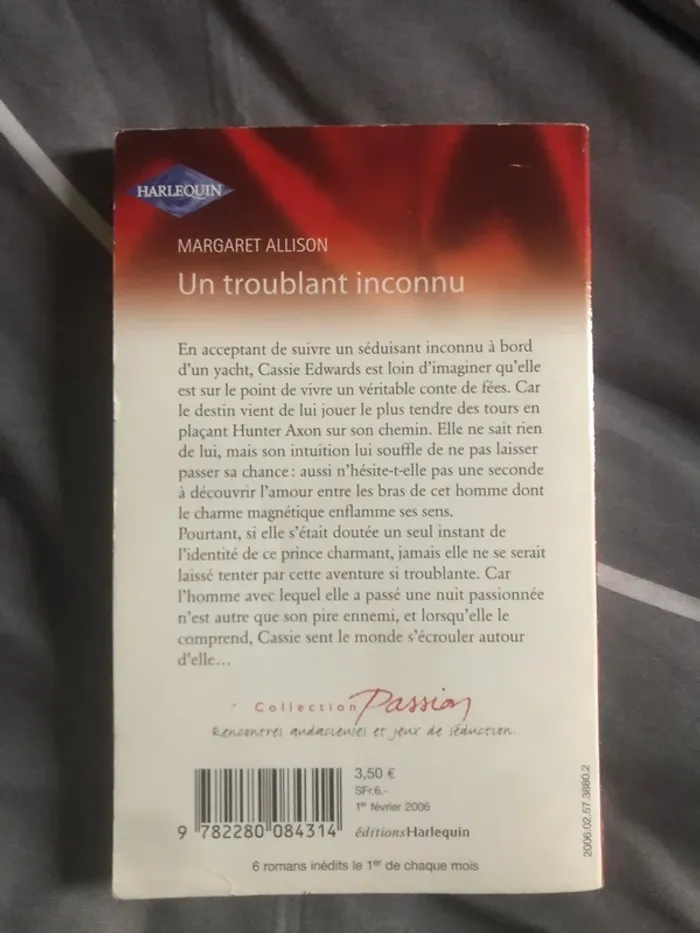 HARLEQUIN
MARGARET ALLISON
Un troublant inconnu
En acceptant de suivre un séduisant inconnu à bord
d'un yacht, Cassie Edwards est loin d'imaginer qu'elle
est sur le point de vivre un véritable conte de fées. Car
le destin vient de lui jouer le plus tendre des tours en
plaçant Hunter Axon sur son chemin. Elle ne sait rien
de lui, mais son intuition lui souffle de ne pas laisser
passer sa chance : aussi n'hésite-t-elle pas une seconde
à découvrir l'amour entre les bras de cet homme dont
le charme magnétique enflamme ses sens.
Pourtant, si elle s'était doutée un seul instant de
l'identité de ce prince charmant, jamais elle ne se serait
laissé tenter par cette aventure si troublante. Car
l'homme avec lequel elle a passé une nuit passionnée
n'est autre que son pire ennemi, et lorsqu'elle le
comprend, Cassie sent le monde s'écrouler autour
d'elle...
Collection Passion
Rencontres audacieuses et jeux de séduction.
3,50 €
SFr.6.-
1er février 2006
9 782280 084314
éditions Harlequin
6 romans inédits le 1er de chaque mois
2006.02.57.3880.2